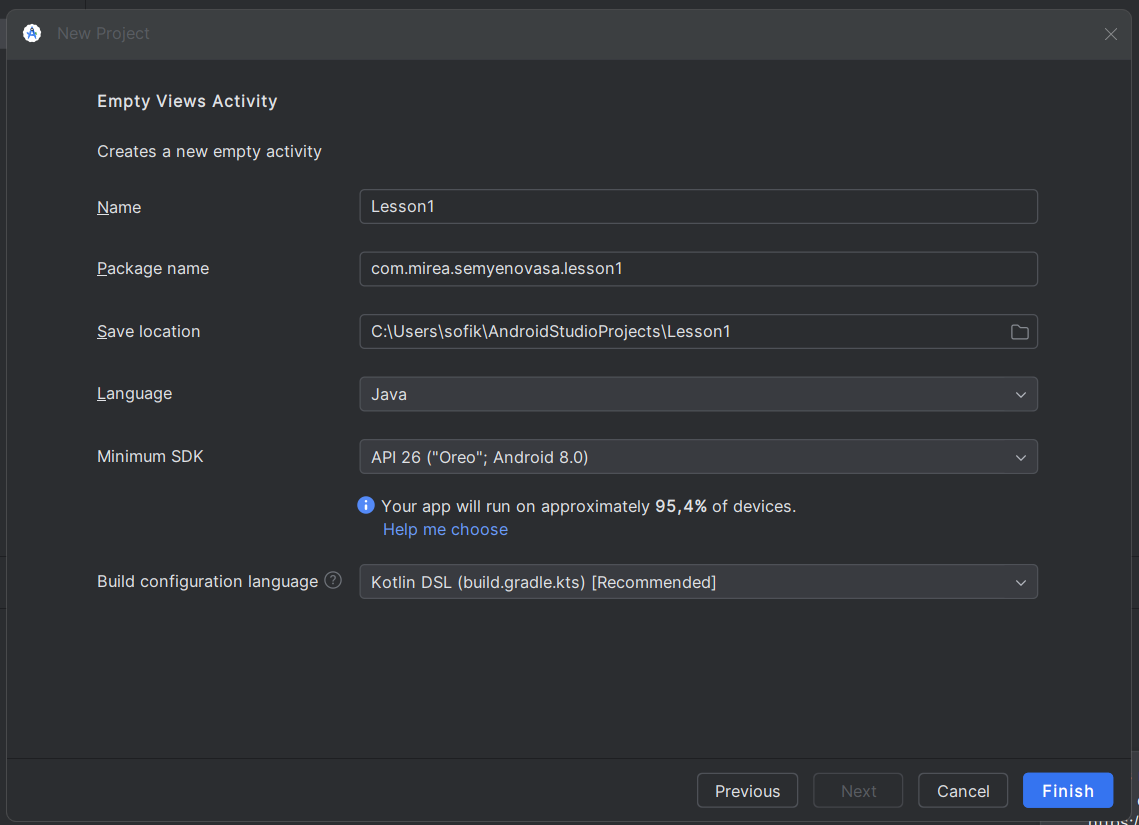 New Project
Empty Views Activity
Creates a new empty activity
Name
Lesson1
Package name
com.mirea.semyenovasa.lesson1
Save location
C:\Users\sofik\AndroidStudioProjects\Lesson1
Language
Java
Minimum SDK
API 26 ("Oreo"; Android 8.0)
Your app will run on approximately 95,4% of devices.
Help me choose
Build configuration language ?
Kotlin DSL (build.gradle.kts) [Recommended]
Previous
Next
Cancel
Finish